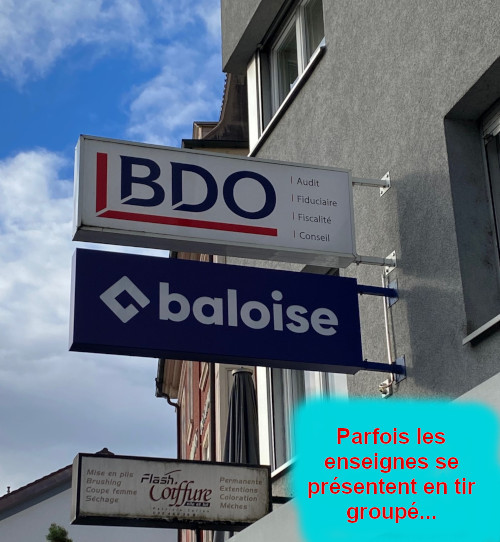 BDO
| Audit
| Fiduciaire
| Fiscalité
| Conseil
baloise
Mise en plis
Brushing
Coupe femme
Séchage
Flash
Coiffure
Permanente
Extentions
Coloration
Mèches
Parfois les
enseignes se
présentent en tir
groupé...